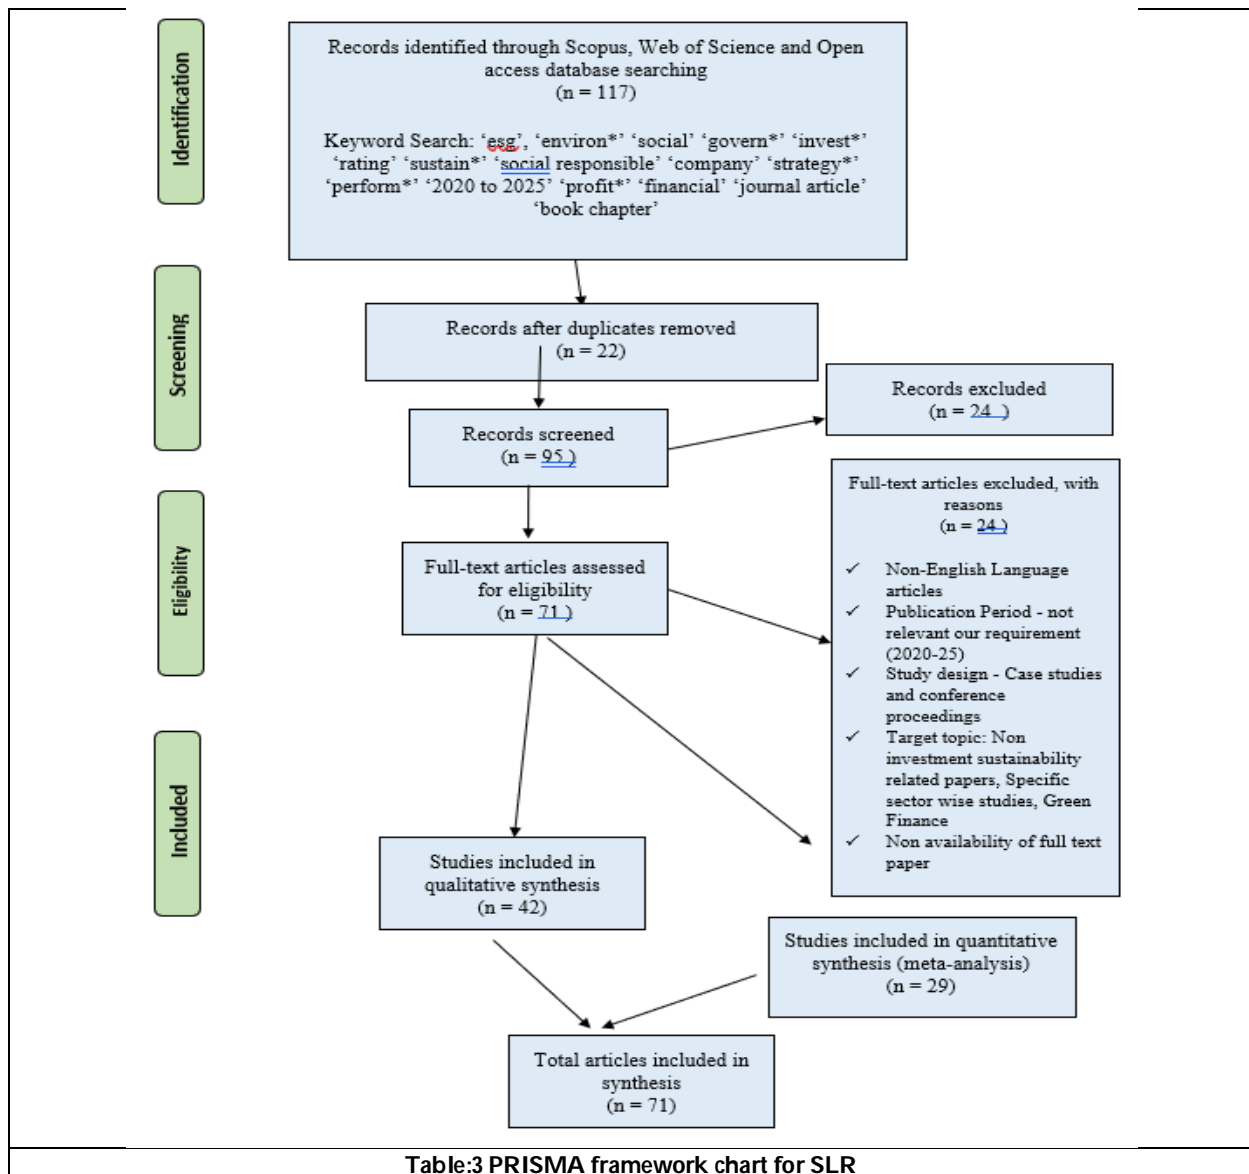 Identification
Records identified through Scopus, Web of Science and Open
access database searching
(n = 117)
Keyword Search: ‘esg’, ‘environ*’ ‘social’ ‘govern*’ ‘invest*’
‘rating’ ‘sustain*’ ‘social responsible’ ‘company’ ‘strategy*’
‘perform*’ ‘2020 to 2025’ ‘profit*’ ‘financial’ ‘journal article’
‘book chapter’
Screening
Records after duplicates removed
(n = 22)
Records excluded
(n = 24 )
Records screened
(n = 95 )
Eligibility
Full-text articles assessed
for eligibility
(n = 71 )
Full-text articles excluded, with
reasons
(n = 24 )
✓ Non-English Language
articles
✓ Publication Period - not
relevant our requirement
(2020-25)
✓ Study design - Case studies
and conference
proceedings
✓ Target topic: Non
investment sustainability
related papers, Specific
sector wise studies, Green
Finance
✓ Non availability of full text
paper
Included
Studies included in
qualitative synthesis
(n = 42)
Studies included in quantitative
synthesis (meta-analysis)
(n = 29)
Total articles included in
synthesis
(n = 71)
Table:3 PRISMA framework chart for SLR